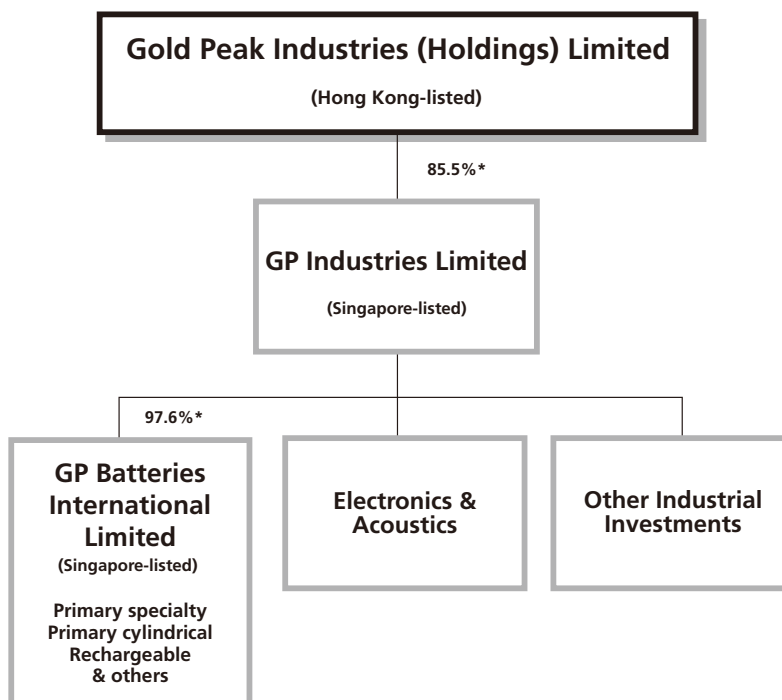 Gold Peak Industries (Holdings) Limited
(Hong Kong-listed)
85.5%*
GP Industries Limited
(Singapore-listed)
97.6%*
GP Batteries
International
Limited
(Singapore-listed)
Primary specialty
Primary cylindrical
Rechargeable
& others
Electronics &
Acoustics
Other Industrial
Investments